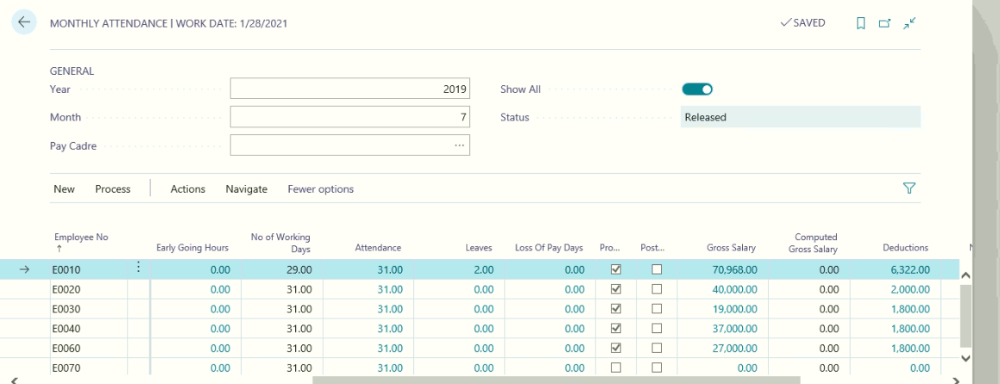 MONTHLY ATTENDANCE | WORK DATE: 1/28/2021 SAVED
GENERAL
Year 2019 Show All
Month 7 Status Released
Pay Cadre ...
New Process Actions Navigate Fewer options
Employee No ↑ Early Going Hours No of Working Days Attendance Leaves Loss Of Pay Days Pro... Post... Gross Salary Computed Gross Salary Deductions
E0010 0.00 29.00 31.00 2.00 0.00 70,968.00 0.00 6,322.00
E0020 0.00 31.00 31.00 0.00 0.00 40,000.00 0.00 2,000.00
E0030 0.00 31.00 31.00 0.00 0.00 19,000.00 0.00 1,800.00
E0040 0.00 31.00 31.00 0.00 0.00 37,000.00 0.00 1,800.00
E0060 0.00 31.00 31.00 0.00 0.00 27,000.00 0.00 1,800.00
E0070 0.00 31.00 31.00 0.00 0.00 0.00 0.00 0.00